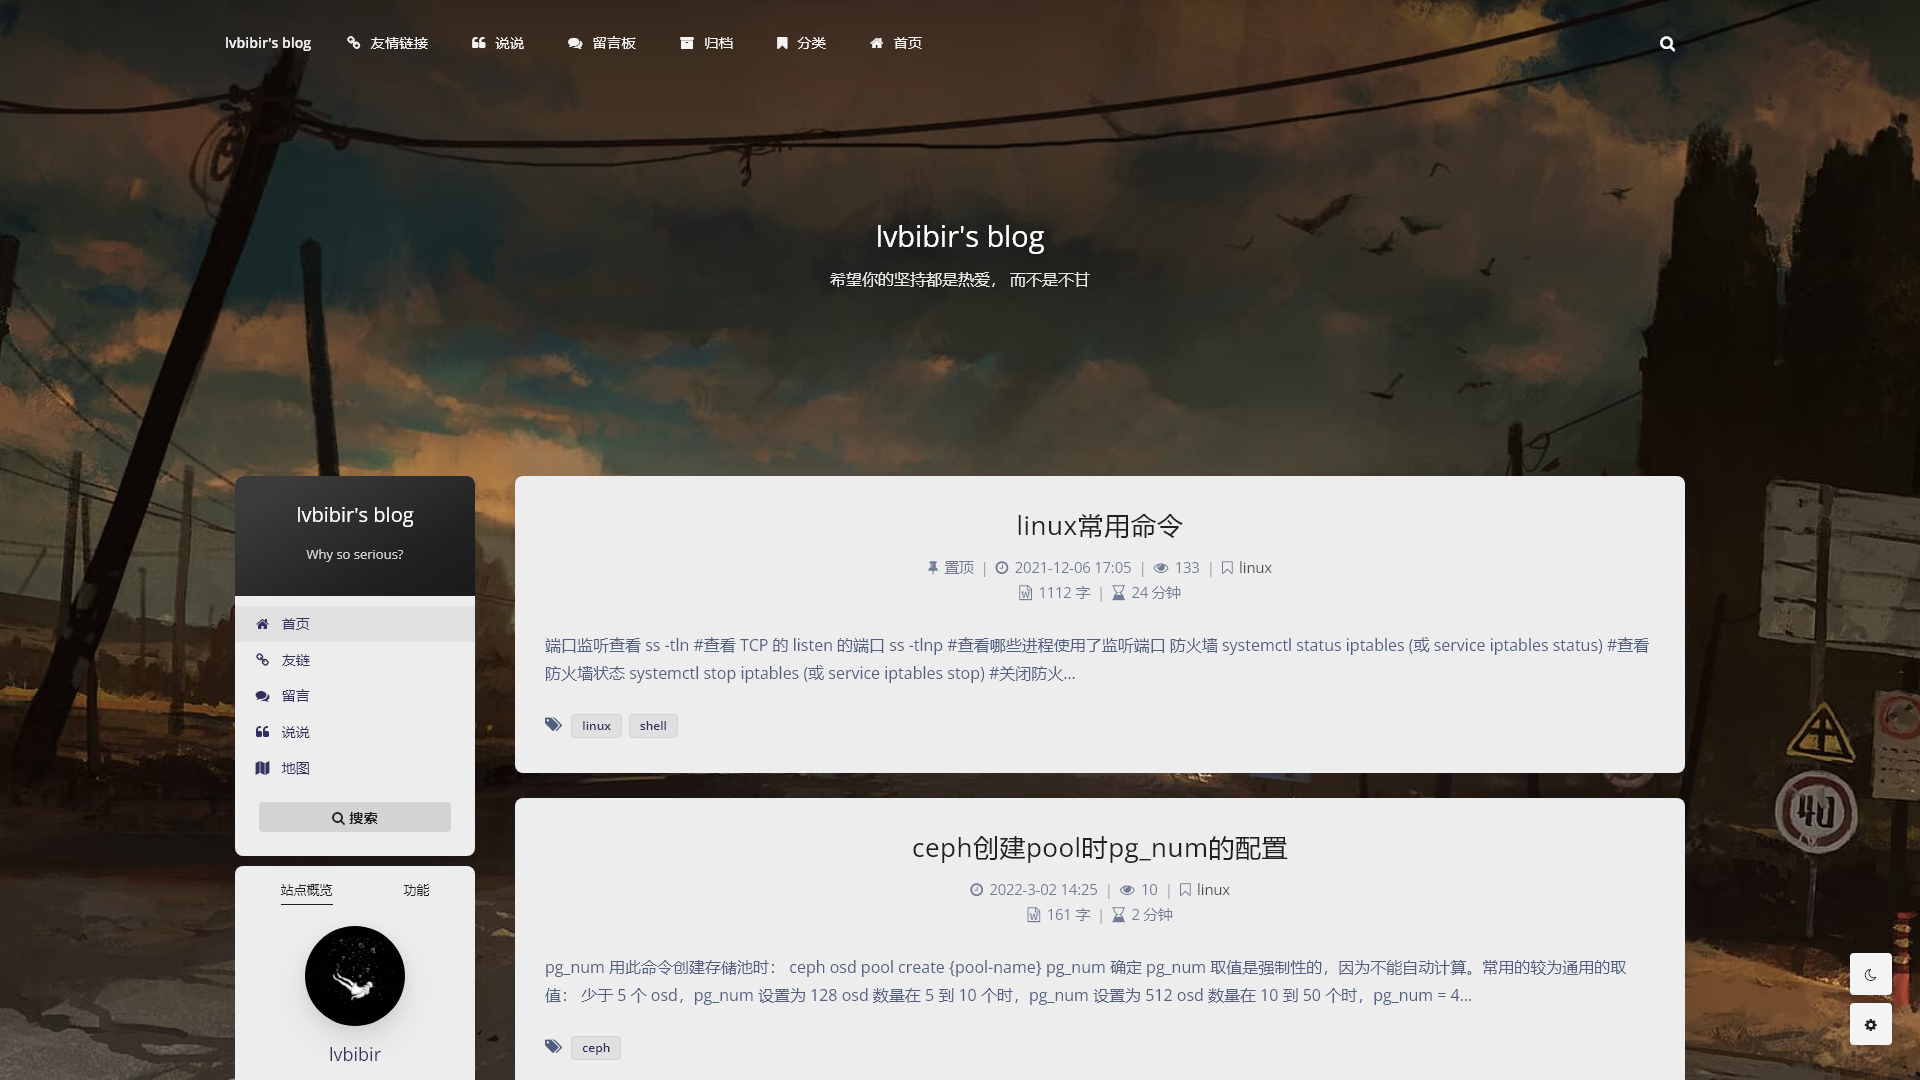 lvbibir's blog 友情链接 说说 留言板 归档 分类 首页
lvbibir's blog
希望你的坚持都是热爱， 而不是不甘
lvbibir's blog
Why so serious?
首页
友链
留言
说说
地图
搜索
站点概览 功能
lvbibir
linux常用命令
置顶 | 2021-12-06 17:05 | 133 | linux
1112 字 | 24 分钟
端口监听查看 ss -tln #查看 TCP 的 listen 的端口 ss -tlnp #查看哪些进程使用了监听端口 防火墙 systemctl status iptables (或 service iptables status) #查看
防火墙状态 systemctl stop iptables (或 service iptables stop) #关闭防火...
linux shell
ceph创建pool时pg_num的配置
2022-3-02 14:25 | 10 | linux
161 字 | 2 分钟
pg_num 用此命令创建存储池时： ceph osd pool create {pool-name} pg_num 确定 pg_num 取值是强制性的，因为不能自动计算。常用的较为通用的取
值： 少于 5 个 osd，pg_num 设置为 128 osd 数量在 5 到 10 个时，pg_num 设置为 512 osd 数量在 10 到 50 个时，pg_num = 4...
ceph
40